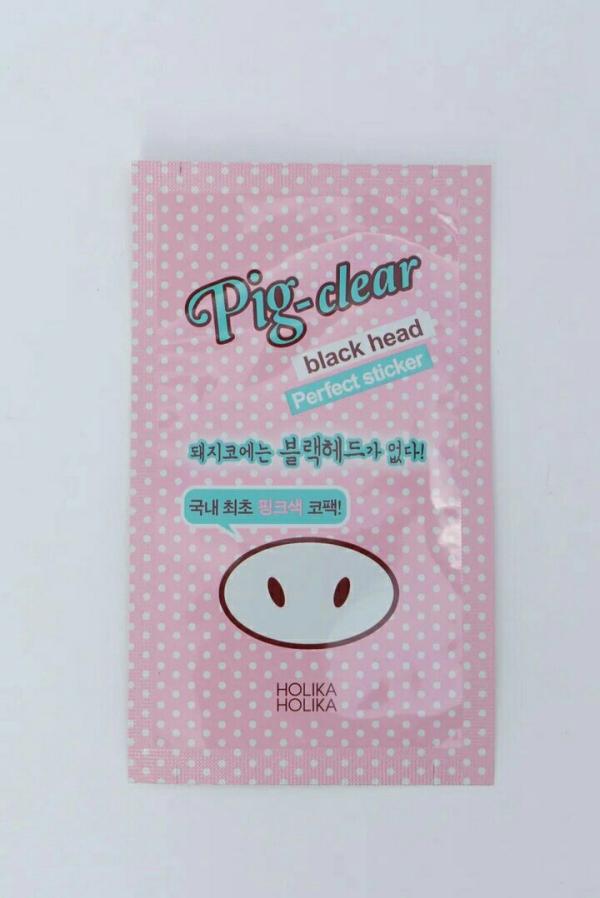 Pig-clear
black head
Perfect sticker
돼지코에는 블랙헤드가 없다!
국내 최초 핑크색 코팩!
HOLIKA
HOLIKA